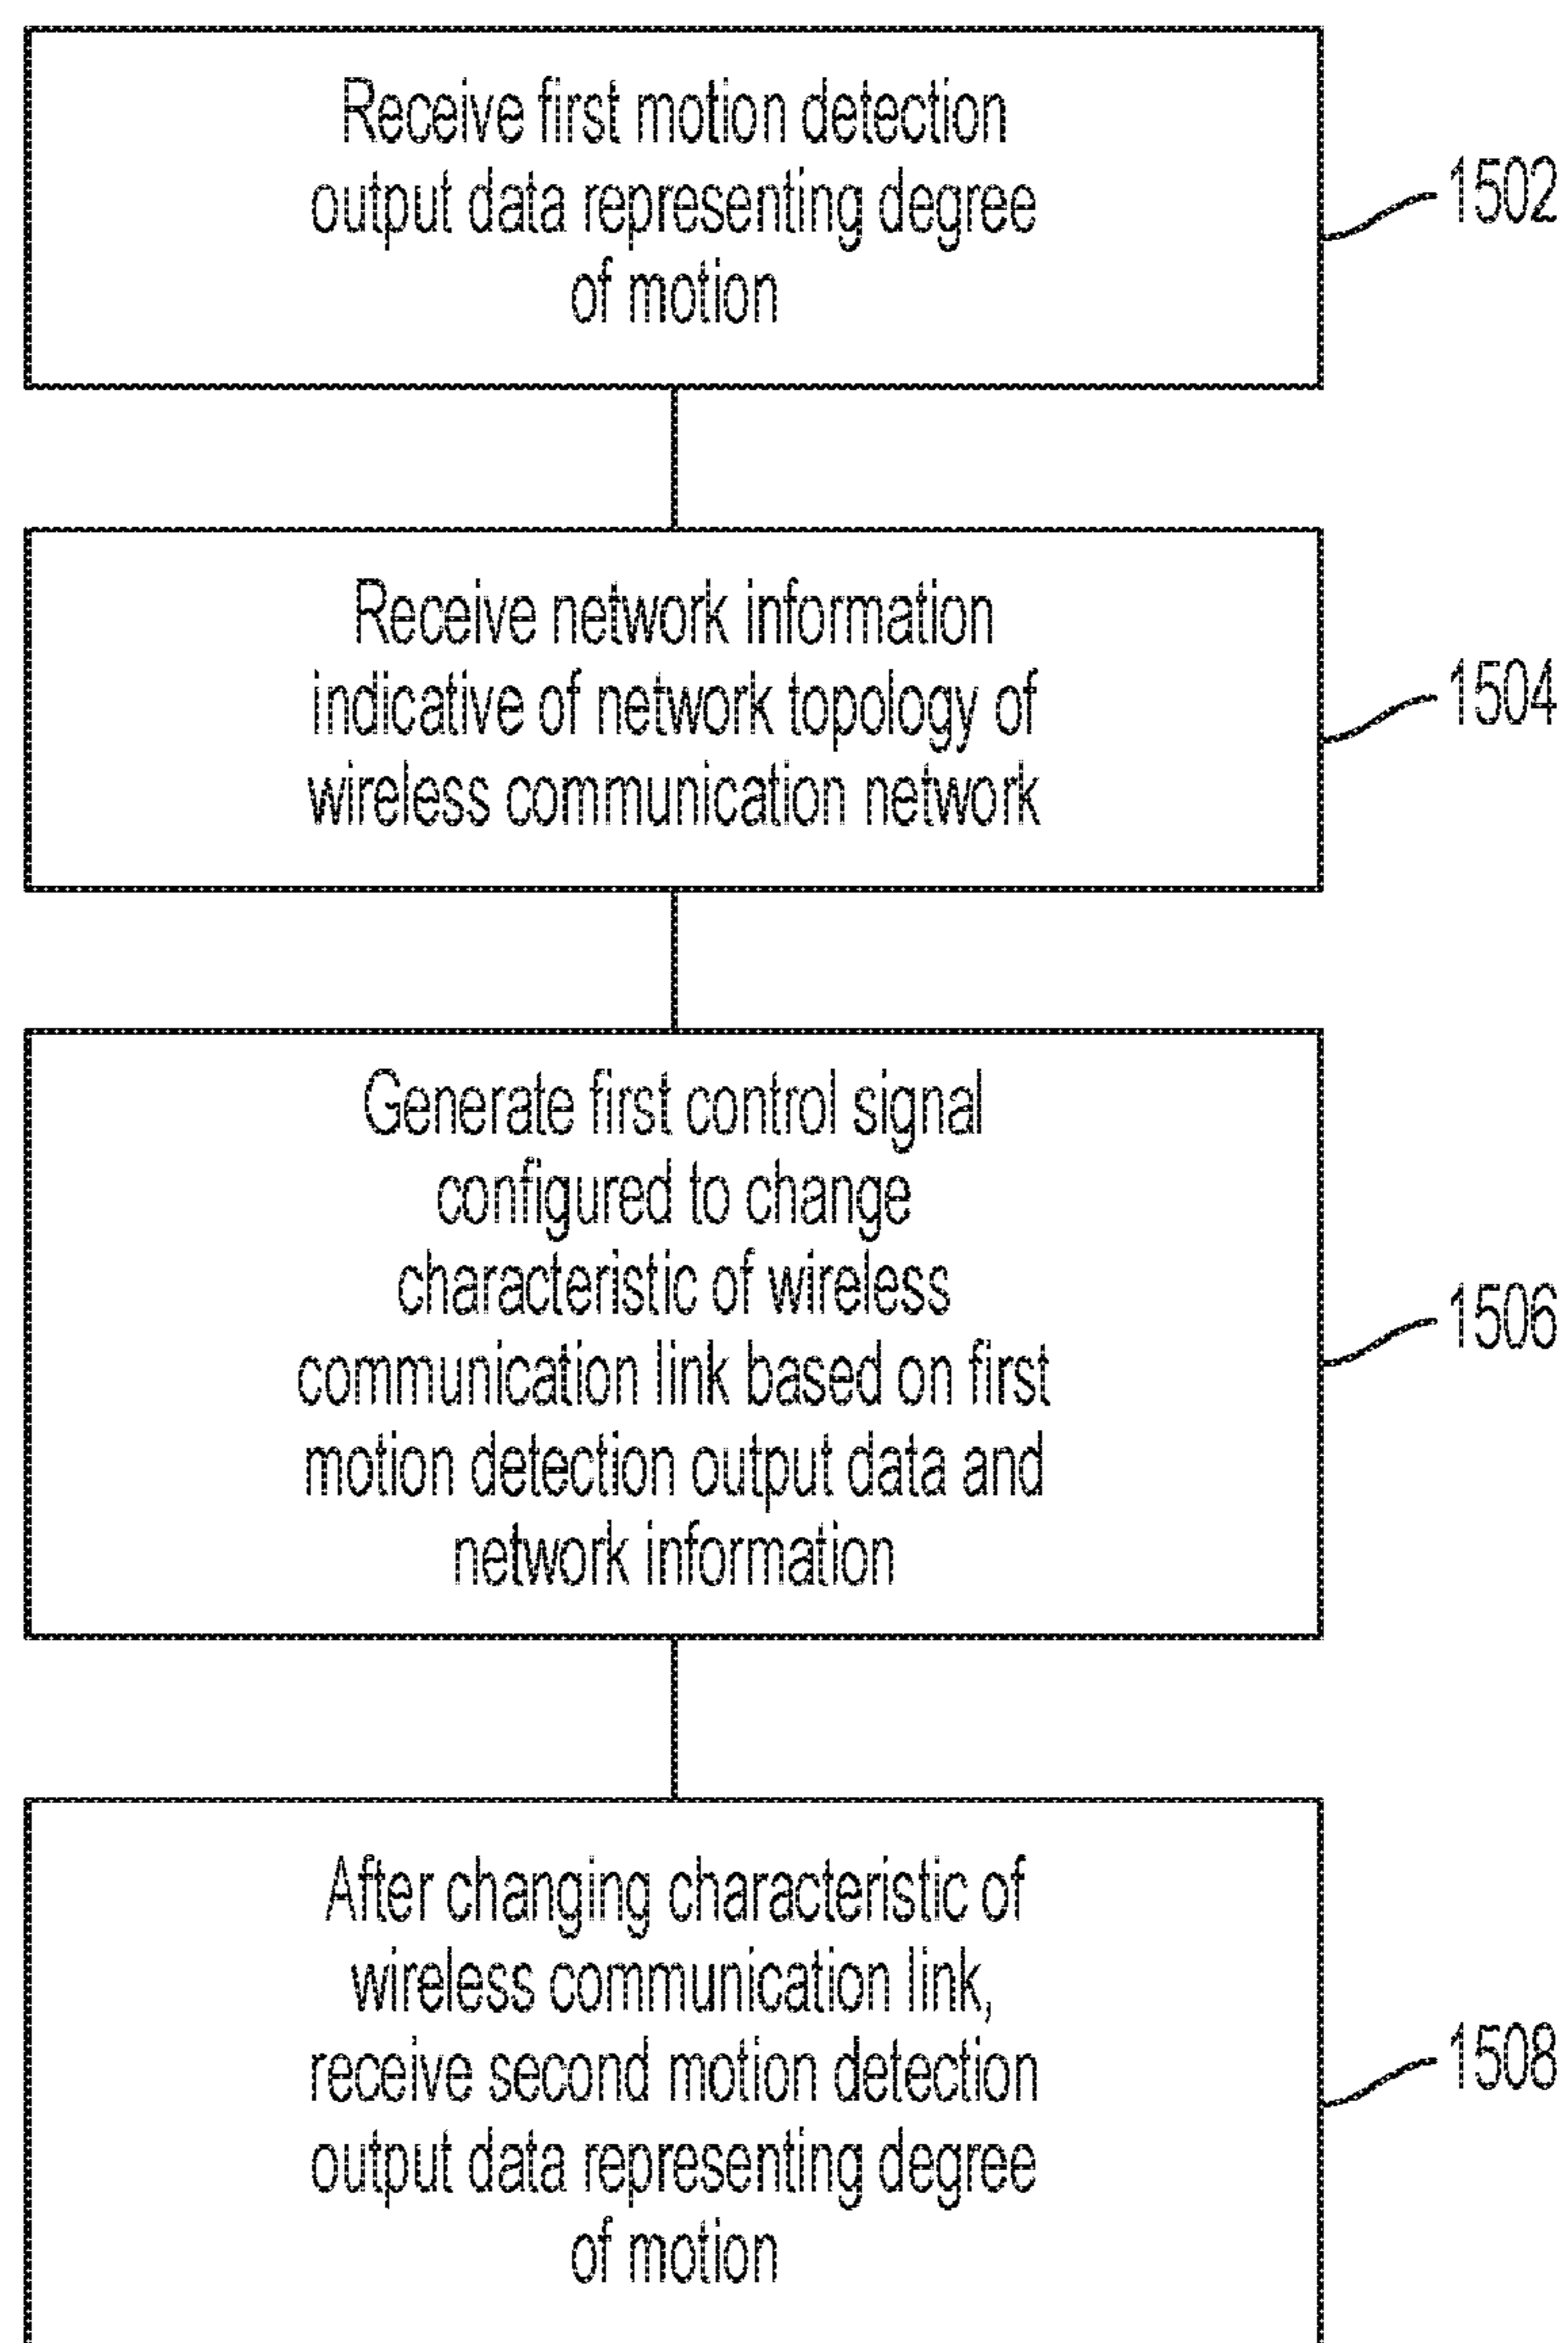 Receive first motion detection
output data representing degree
of motion
1502
Receive network information
indicative of network topology of
wireless communication network
1504
Generate first control signal
configured to change
characteristic of wireless
communication link based on first
motion detection output data and
network information
1506
After changing characteristic of
wireless communication link,
receive second motion detection
output data representing degree
of motion
1508